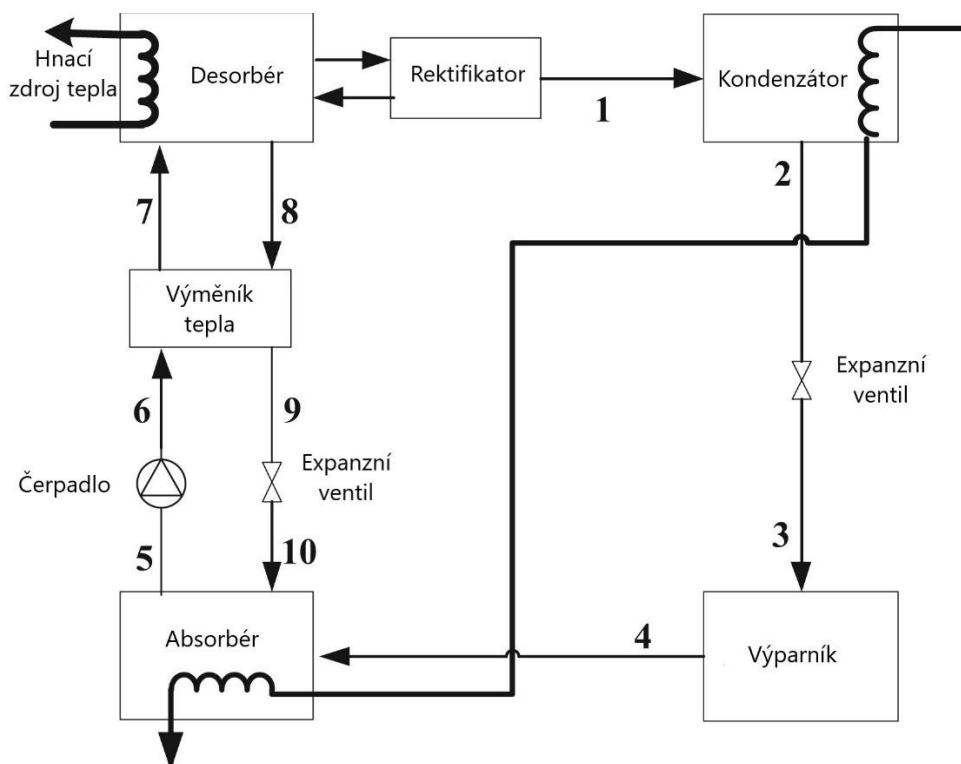 Hnací
zdroj tepla
Desorbér
Rektifikator
Kondenzátor
1
2
7
8
Výměník
tepla
Expanzní
ventil
6
9
Čerpadlo
Expanzní
ventil
5
10
3
Absorbér
4
Výparník